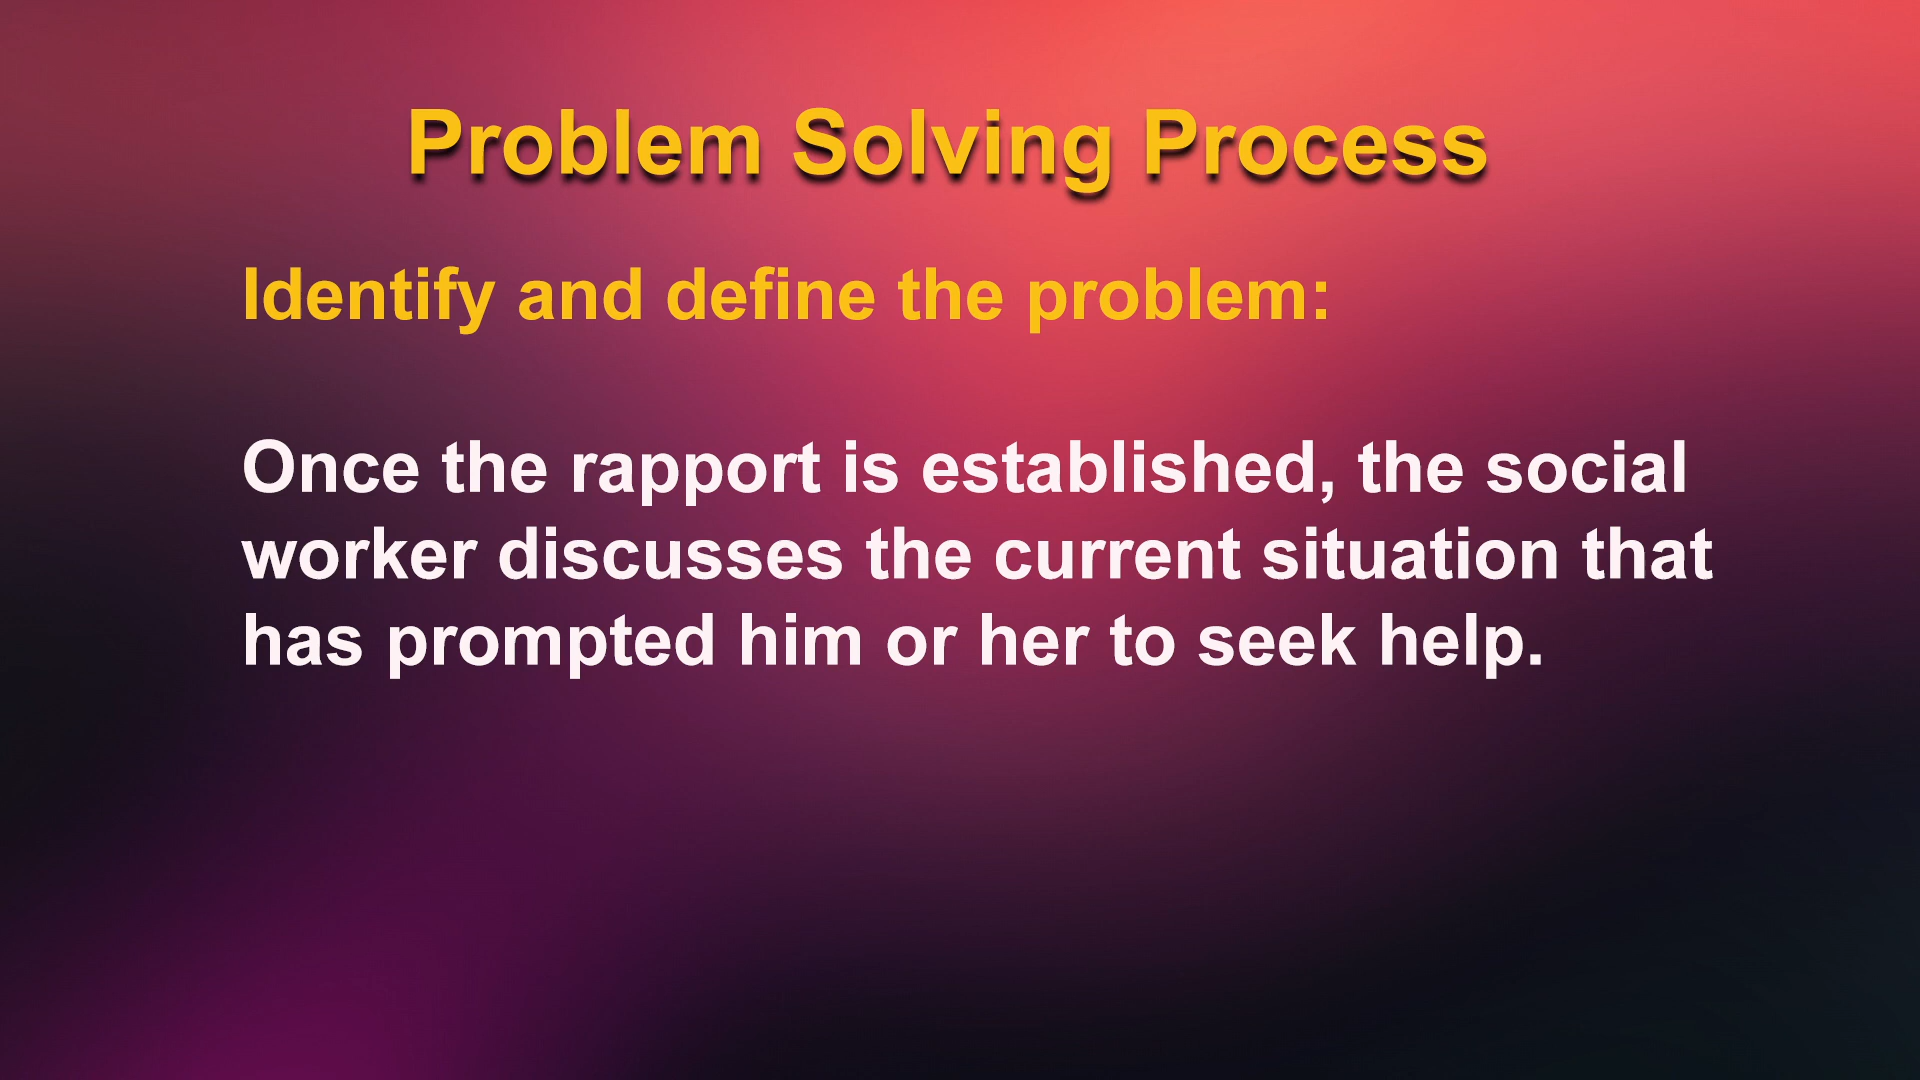 Problem Solving Process
Identify and define the problem:
Once the rapport is established, the social
worker discusses the current situation that
has prompted him or her to seek help.